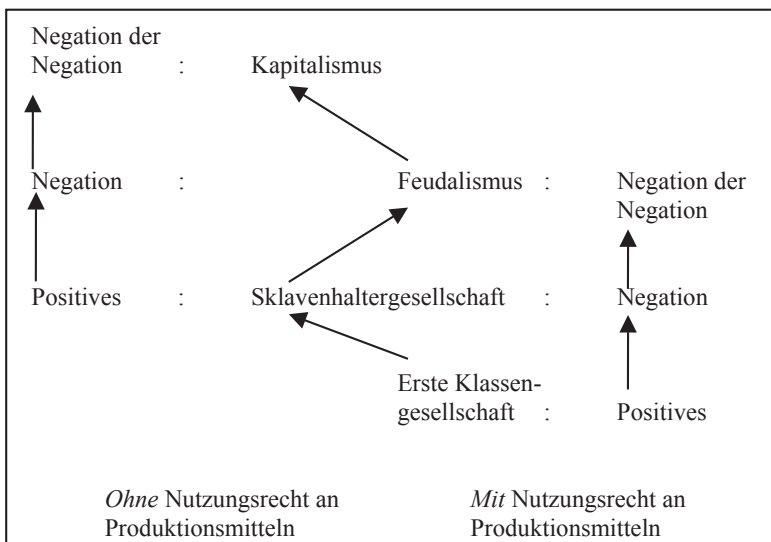 Negation der
Negation : Kapitalismus
Negation : Feudalismus : Negation der
Negation
Positives : Sklavenhaltergesellschaft : Negation
Erste Klassen-
gesellschaft : Positives
Ohne Nutzungsrecht an Mit Nutzungsrecht an
Produktionsmitteln Produktionsmitteln